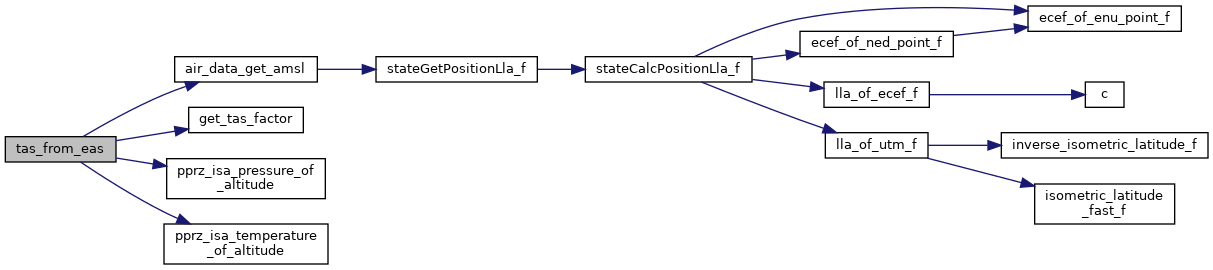 tas_from_eas
air_data_get_amsl
get_tas_factor
pprz_isa_pressure_of
_altitude
pprz_isa_temperature
_of_altitude
stateGetPositionLla_f
stateCalcPositionLla_f
ecef_of_enu_point_f
ecef_of_ned_point_f
lla_of_ecef_f
c
lla_of_utm_f
inverse_isometric_latitude_f
isometric_latitude
_fast_f